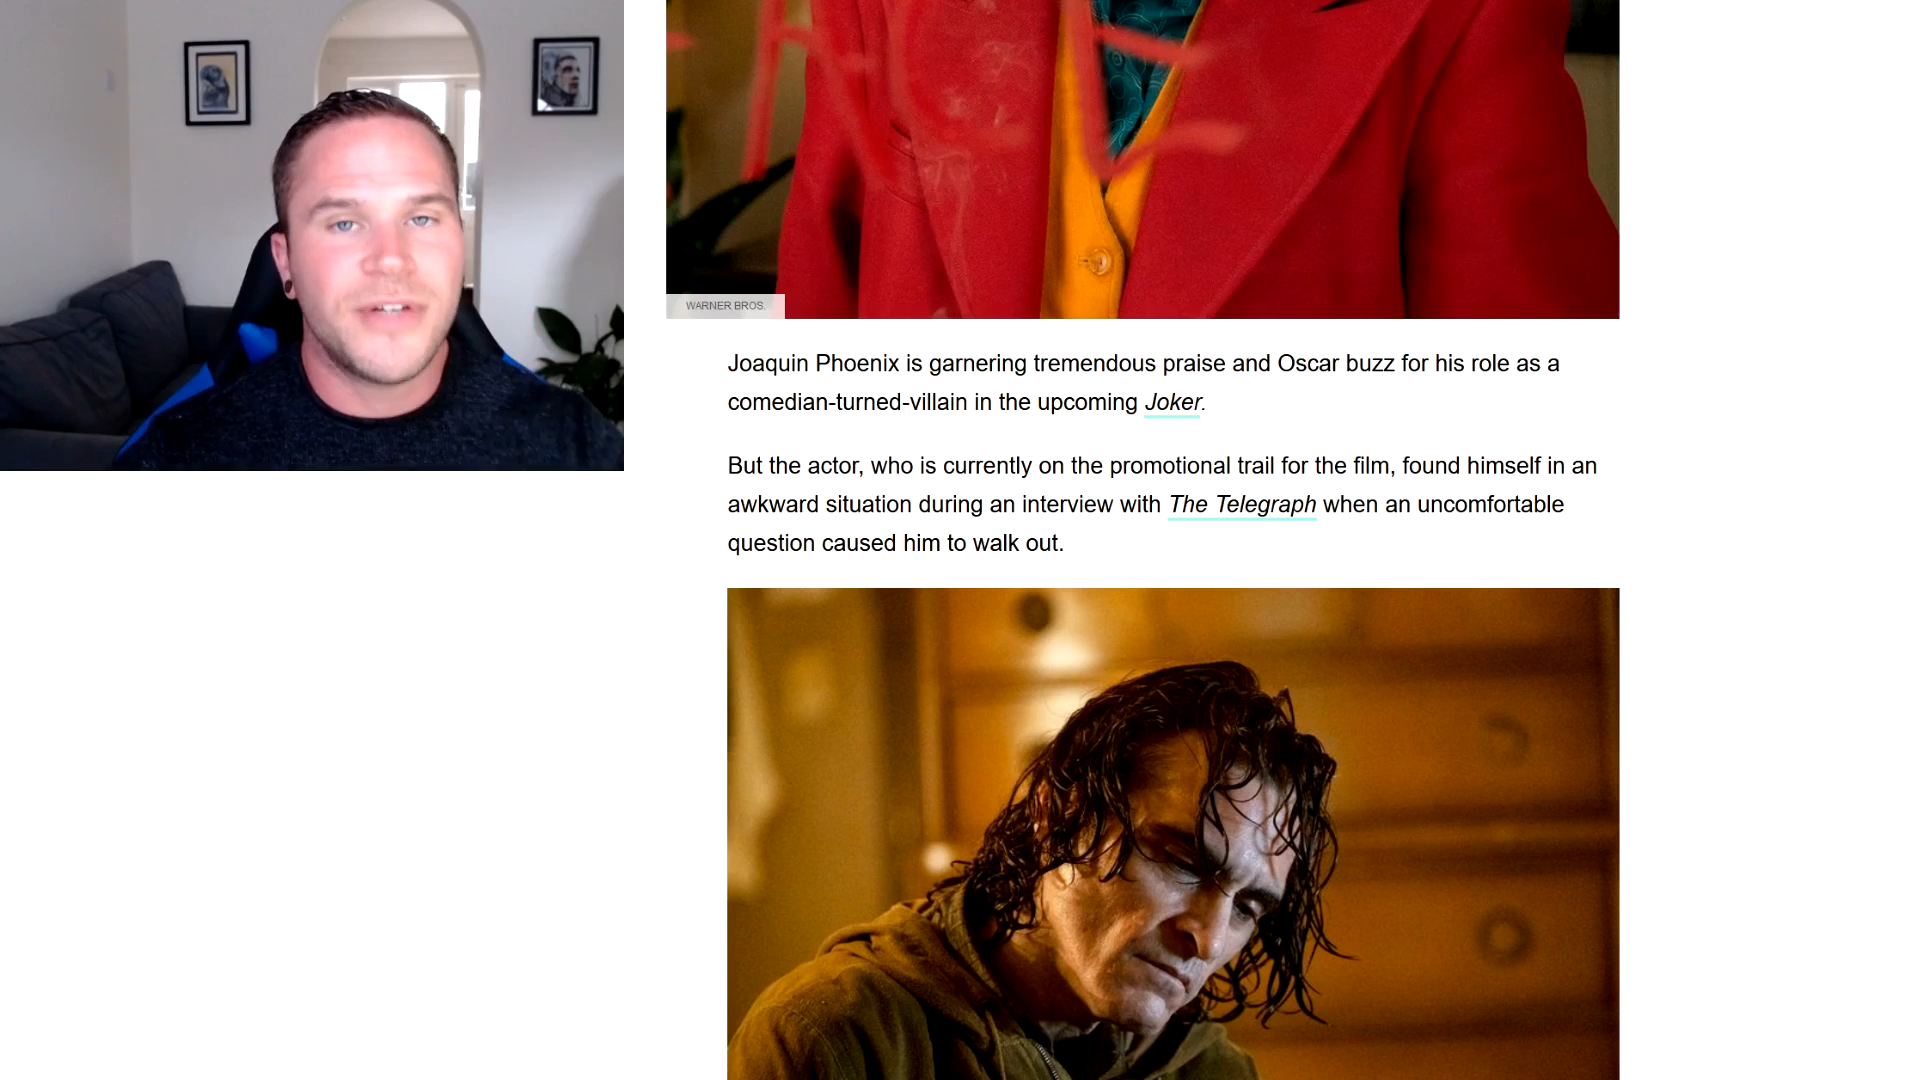 WARNER BROS.
Joaquin Phoenix is garnering tremendous praise and Oscar buzz for his role as a
comedian-turned-villain in the upcoming Joker.
But the actor, who is currently on the promotional trail for the film, found himself in an
awkward situation during an interview with The Telegraph when an uncomfortable
question caused him to walk out.